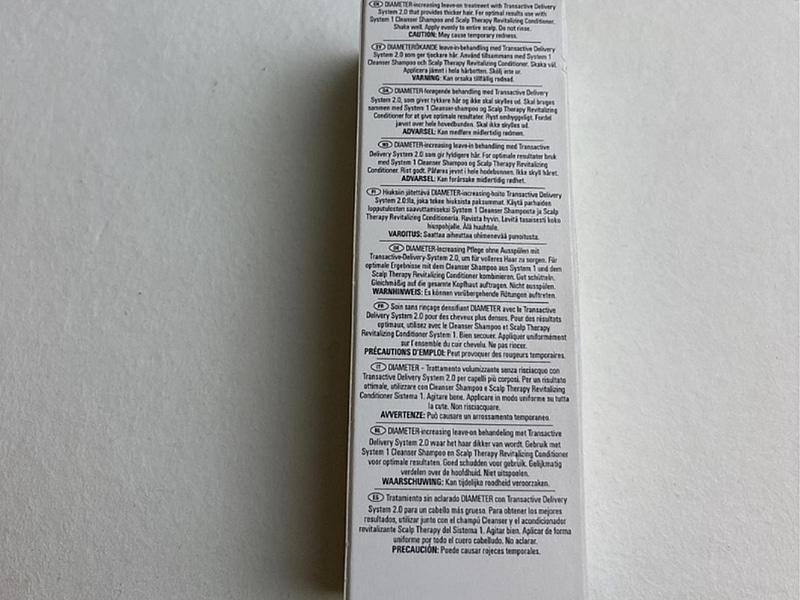 EN DIAMETER-increasing leave-on treatment with Transactive Delivery
System 2.0 that provides thicker hair. For optimal results use with
System 1 Cleanser Shampoo and Scalp Therapy Revitalizing Conditioner.
Shake well. Apply evenly to entire scalp. Do not rinse.
CAUTION: May cause temporary redness.
SV DIAMETERÖKANDE leave-in-behandling med Transactive Delivery
System 2.0 som ger tjockare hår. Använd tillsammans med System 1
Cleanser Shampoo och Scalp Therapy Revitalizing Conditioner. Skaka väl.
Applicera jämnt i hela hårbotten. Skölj inte ur.
VARNING: Kan orsaka tillfällig rodnad.
DA DIAMETER-forøgende behandling med Transactive Delivery
System 2.0, som giver tykkere hår og ikke skal skylles ud. Skal bruges
sammen med System 1 Cleanser-shampoo og Scalp Therapy Revitalizing
Conditioner for at give optimale resultater. Ryst omhyggeligt. Fordel
jævnt over hele hovedbunden. Skal ikke skylles ud.
ADVARSEL: Kan medføre midlertidig rødmen.
NO DIAMETER-increasing leave in behandling med Transactive
Delivery System 2.0 som gir fyldigere hår. For optimale resultater bruk
med System 1 Cleanser Shampoo og Scalp Therapy Revitalizing
Conditioner. Rist godt. Påføres jevnt i hele hodebunnen. Ikke skyll håret.
ADVARSEL: Kan forårsake midlertidig rødhet.
FI Hiuksiin jätettävä DIAMETER-increasing-hoito Transactive Delivery
System 2.0:lla, joka tekee hiuksista paksummat. Käytä parhaiden
lopputulosten saavuttamiseksi System 1 Cleanser Shampoota ja Scalp
Therapy Revitalizing Conditioneria. Ravista hyvin. Levitä tasaisesti koko
hiuspohjalle. Älä huuhtele.
VAROITUS: Saattaa aiheuttaa ohimenevää punoitusta.
DE DIAMETER-Increasing Pflege ohne Ausspülen mit
Transactive-Delivery-System 2.0, um für volleres Haar zu sorgen. Für
optimale Ergebnisse mit dem Cleanser Shampoo aus System 1 und dem
Scalp Therapy Revitalizing Conditioner kombinieren. Gut schütteln.
Gleichmäßig auf die gesamte Kopfhaut auftragen. Nicht ausspülen.
WARNHINWEIS: Es können vorübergehende Rötungen auftreten.
FR Soin sans rinçage densifiant DIAMETER avec le Transactive
Delivery System 2.0 pour des cheveux plus denses. Pour des résultats
optimaux, utilisez avec le Cleanser Shampoo et Scalp Therapy
Revitalizing Conditioner System 1. Bien secouer. Appliquer uniformément
sur l'ensemble du cuir chevelu. Ne pas rincer.
PRÉCAUTIONS D'EMPLOI: Peut provoquer des rougeurs temporaires.
IT DIAMETER - Trattamento volumizzante senza risciacquo con
Transactive Delivery System 2.0 per capelli più corposi. Per un risultato
ottimale, utilizzare con Cleanser Shampoo e Scalp Therapy Revitalizing
Conditioner Sistema 1. Agitare bene. Applicare in modo uniforme su tutta
la cute. Non risciacquare.
AVVERTENZE: Può causare un arrossamento temporaneo.
NL DIAMETER-increasing leave-on behandeling met Transactive
Delivery System 2.0 waar het haar dikker van wordt. Gebruik met
System 1 Cleanser Shampoo en Scalp Therapy Revitalizing Conditioner
voor optimale resultaten. Goed schudden voor gebruik. Gelijkmatig
verdelen over de hoofdhuid. Niet uitspoelen.
WAARSCHUWING: Kan tijdelijke roodheid veroorzaken.
ES Tratamiento sin aclarado DIAMETER con Transactive Delivery
System 2.0 para un cabello más grueso. Para obtener los mejores
resultados, utilizar junto con el champú Cleanser y el acondicionador
revitalizante Scalp Therapy del Sistema 1. Agitar bien. Aplicar de forma
uniforme por todo el cuero cabelludo. No aclarar.
PRECAUCIÓN: Puede causar rojeces temporales.